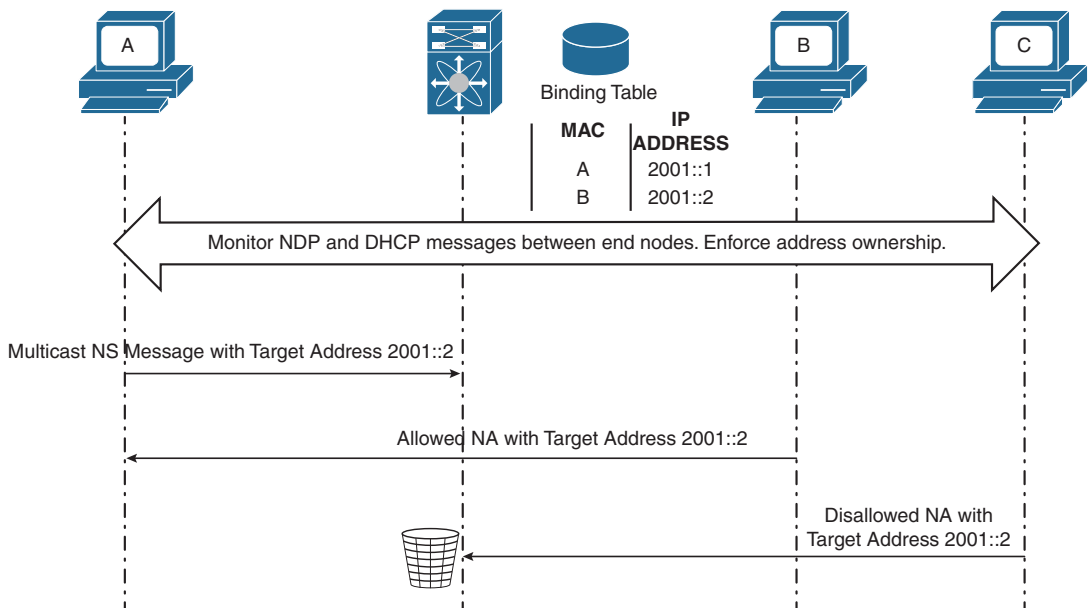 A
B
C
Binding Table
MAC
IP
ADDRESS
A
2001::1
B
2001::2
Monitor NDP and DHCP messages between end nodes. Enforce address ownership.
Multicast NS Message with Target Address 2001::2
Allowed NA with Target Address 2001::2
Disallowed NA with
Target Address 2001::2